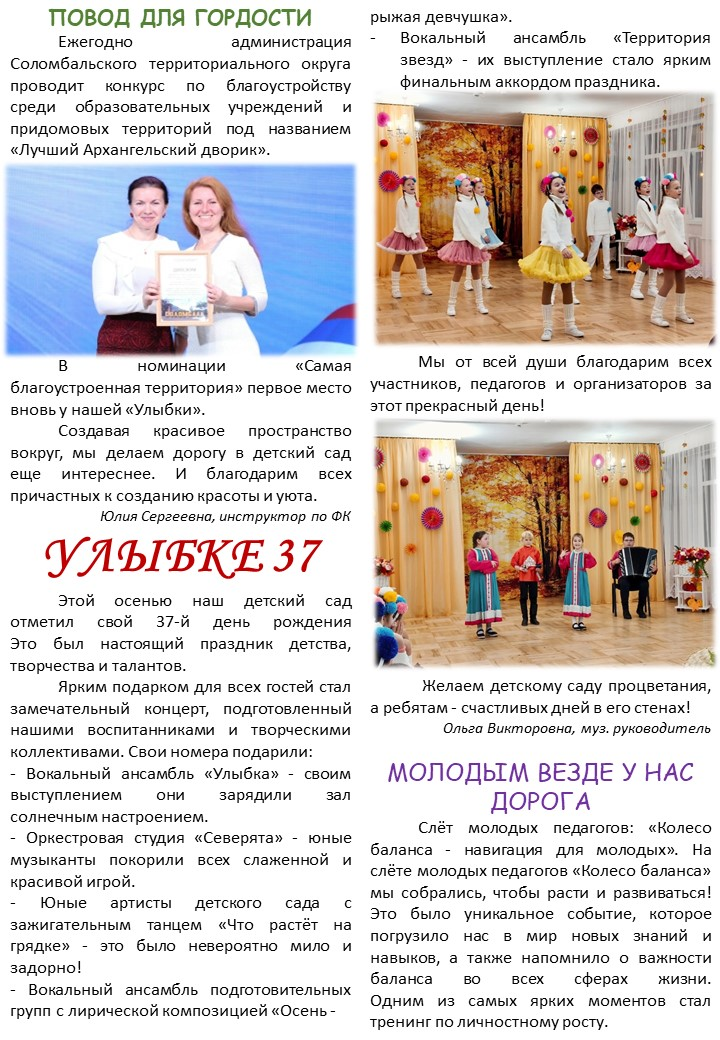 ПОВОД ДЛЯ ГОРДОСТИ
Ежегодно администрация
Соломбальского территориального округа
проводит конкурс по благоустройству
среди образовательных учреждений и
придомовых территорий под названием
«Лучший Архангельский дворик».
В номинации «Самая
благоустроенная территория» первое место
вновь у нашей «Улыбки».
Создавая красивое пространство
вокруг, мы делаем дорогу в детский сад
еще интереснее. И благодарим всех
причастных к созданию красоты и уюта.
Юлия Сергеевна, инструктор по ФК
УЛЫБКЕ 37
Этой осенью наш детский сад
отметил свой 37-й день рождения
Это был настоящий праздник детства,
творчества и талантов.
Ярким подарком для всех гостей стал
замечательный концерт, подготовленный
нашими воспитанниками и творческими
коллективами. Свои номера подарили:
- Вокальный ансамбль «Улыбка» - своим
выступлением они зарядили зал
солнечным настроением.
- Оркестровая студия «Северята» - юные
музыканты покорили всех слаженной и
красивой игрой.
- Юные артисты детского сада с
зажигательным танцем «Что растёт на
грядке» - это было невероятно мило и
задорно!
- Вокальный ансамбль подготовительных
групп с лирической композицией «Осень -
рыжая девчушка».
- Вокальный ансамбль «Территория
звезд» - их выступление стало ярким
финальным аккордом праздника.
Мы от всей души благодарим всех
участников, педагогов и организаторов за
этот прекрасный день!
Желаем детскому саду процветания,
а ребятам - счастливых дней в его стенах!
Ольга Викторовна, муз. руководитель
МОЛОДЫМ ВЕЗДЕ У НАС
ДОРОГА
Слёт молодых педагогов: «Колесо
баланса - навигация для молодых». На
слёте молодых педагогов «Колесо баланса»
мы собрались, чтобы расти и развиваться!
Это было уникальное событие, которое
погрузило нас в мир новых знаний и
навыков, а также напомнило о важности
баланса во всех сферах жизни.
Одним из самых ярких моментов стал
тренинг по личностному росту.